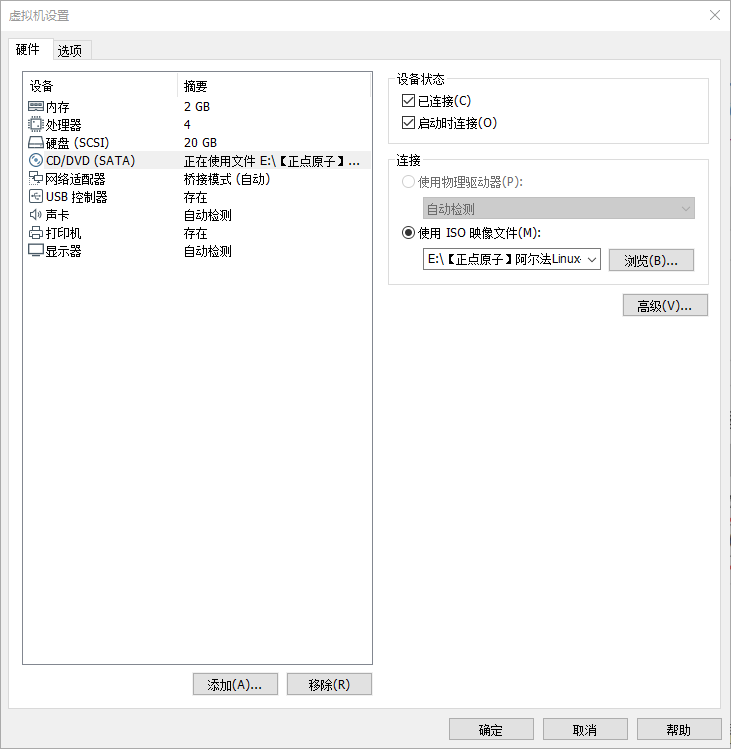 虚拟机设置
硬件 选项
设备 摘要
内存 2 GB
处理器 4
硬盘 (SCSI) 20 GB
CD/DVD (SATA) 正在使用文件 E:\【正点原子】...
网络适配器 桥接模式 (自动)
USB 控制器 存在
声卡 自动检测
打印机 存在
显示器 自动检测
添加(A)... 移除(R)
设备状态
已连接(C)
启动时连接(O)
连接
使用物理驱动器(P):
自动检测
使用 ISO 映像文件(M):
E:\【正点原子】阿尔法Linux
浏览(B)...
高级(V)...
确定 取消 帮助